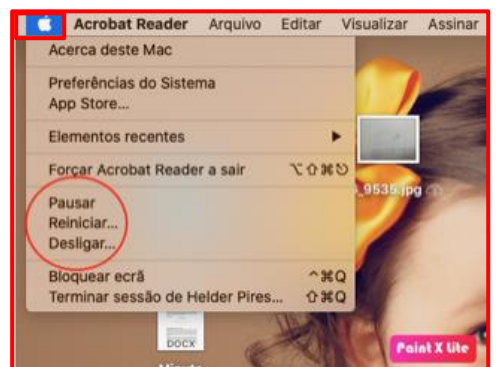 Acrobat Reader Arquivo Editar Visualizar Assinar
Acerca deste Mac
Preferências do Sistema
App Store...
Elementos recentes
Forçar Acrobat Reader a sair ⌥⇧⌘⎋
Pausar
Reiniciar...
Desligar...
Bloquear ecrã ^⌘Q
Terminar sessão de Helder Pires... ⇧⌘Q
_9535.jpg
DOCX
Paint X Lite